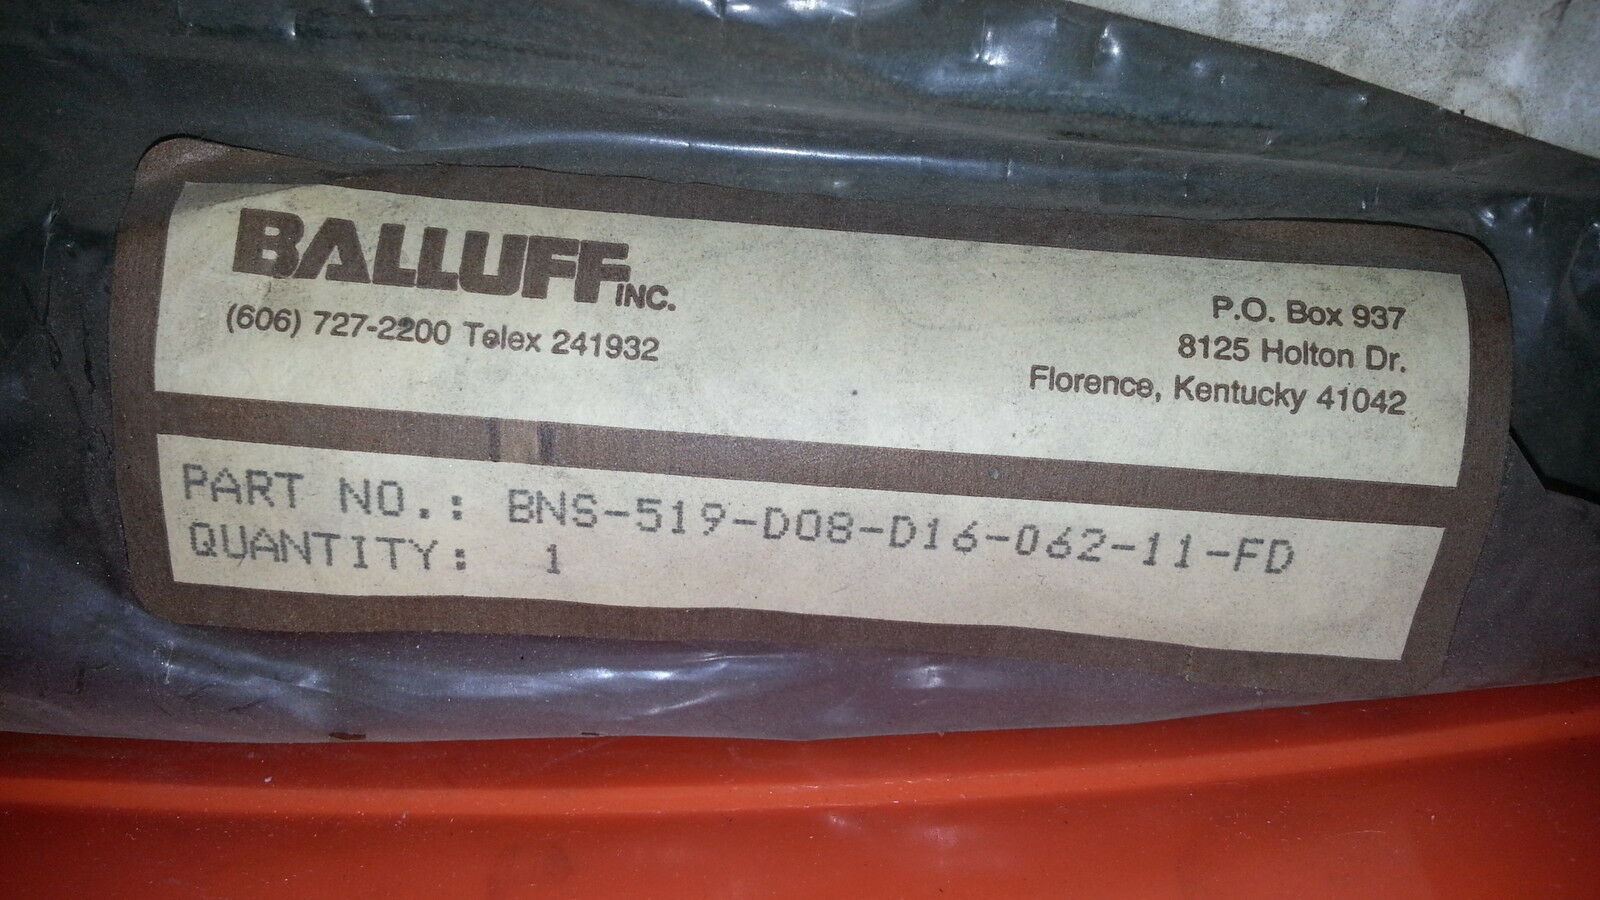 BALLUFF INC.
(606) 727-2200 Telex 241932
P.O. Box 937
8125 Holton Dr.
Florence, Kentucky 41042
PART NO.: BNS-519-D08-D16-062-11-FD
QUANTITY: 1